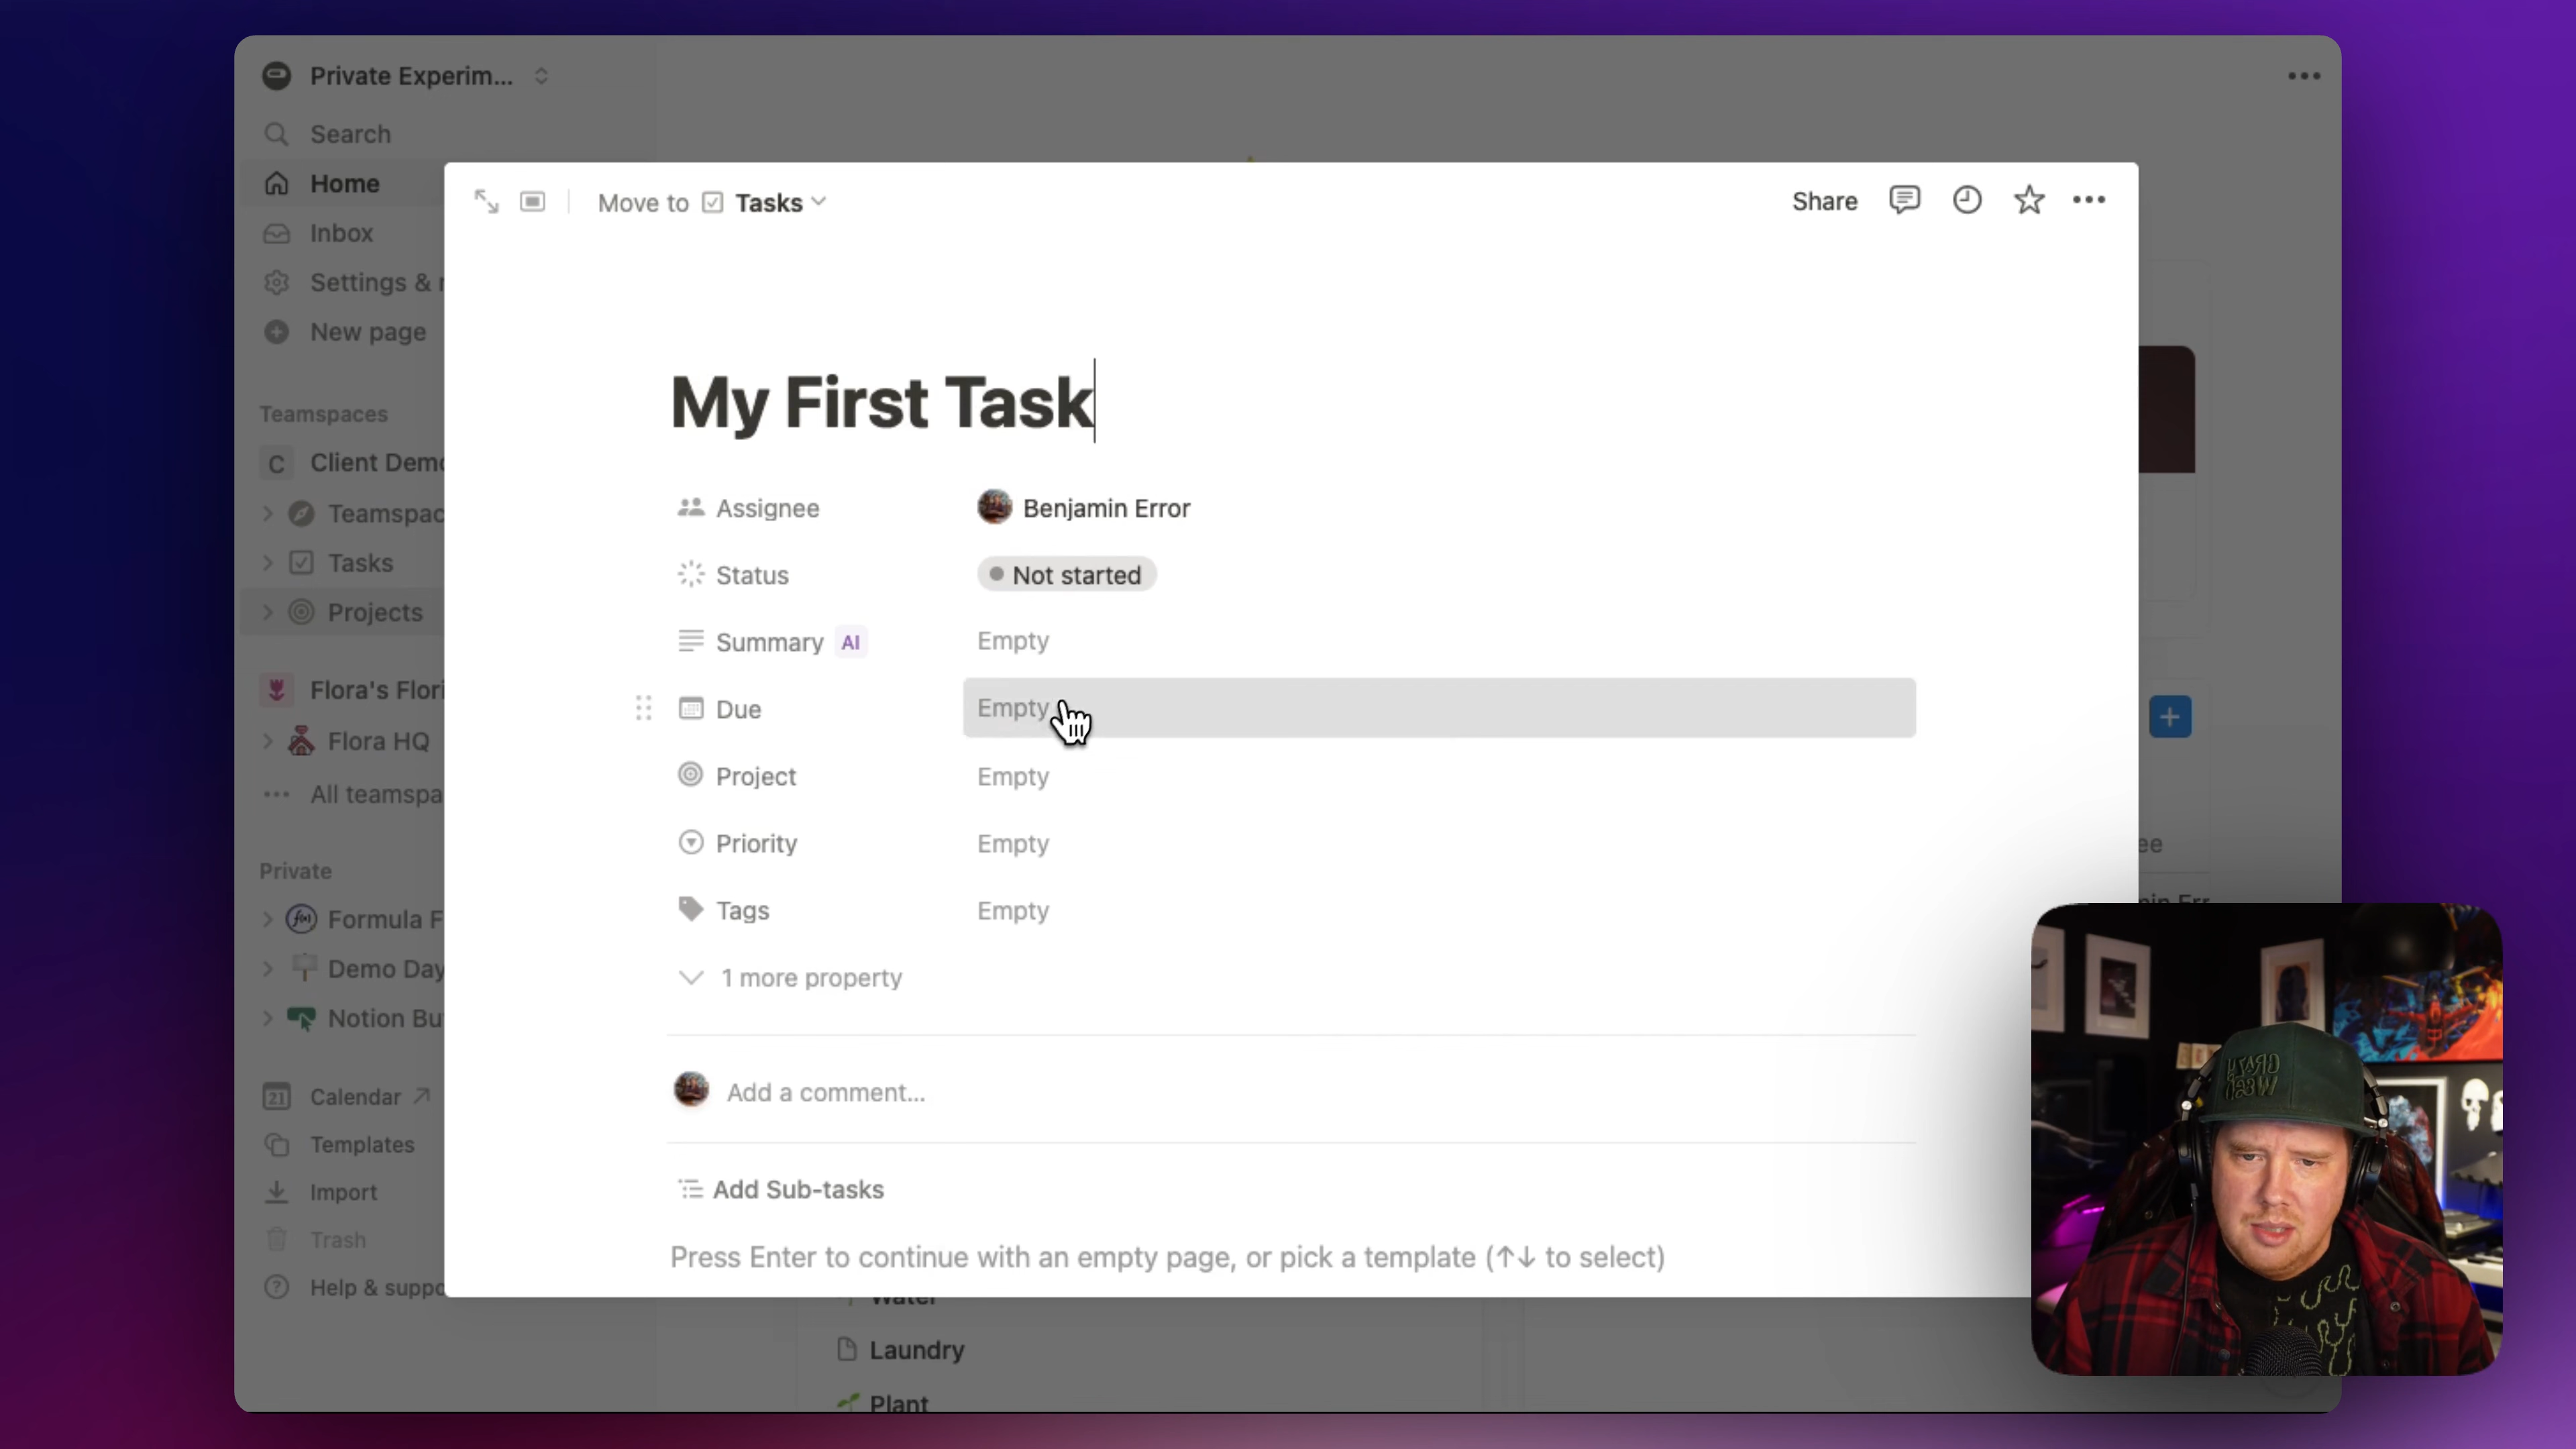 Private Experim...
Search
Home
Inbox
Settings &
New page
Teamspaces
C
Client Demo
Teamspac
Tasks
Projects
Flora's Flori
Flora HQ
All teamspa
Private
Formula F
Demo Day
Notion Bu
21
Calendar
Templates
Import
Trash
Help & suppo
Move to Tasks
Share
My First Task
Assignee Benjamin Error
Status Not started
Summary AI Empty
Due Empty
Project Empty
Priority Empty
Tags Empty
1 more property
Add a comment...
Add Sub-tasks
Press Enter to continue with an empty page, or pick a template (↑↓ to select)
Water
Laundry
Plant
ee
CRAZY